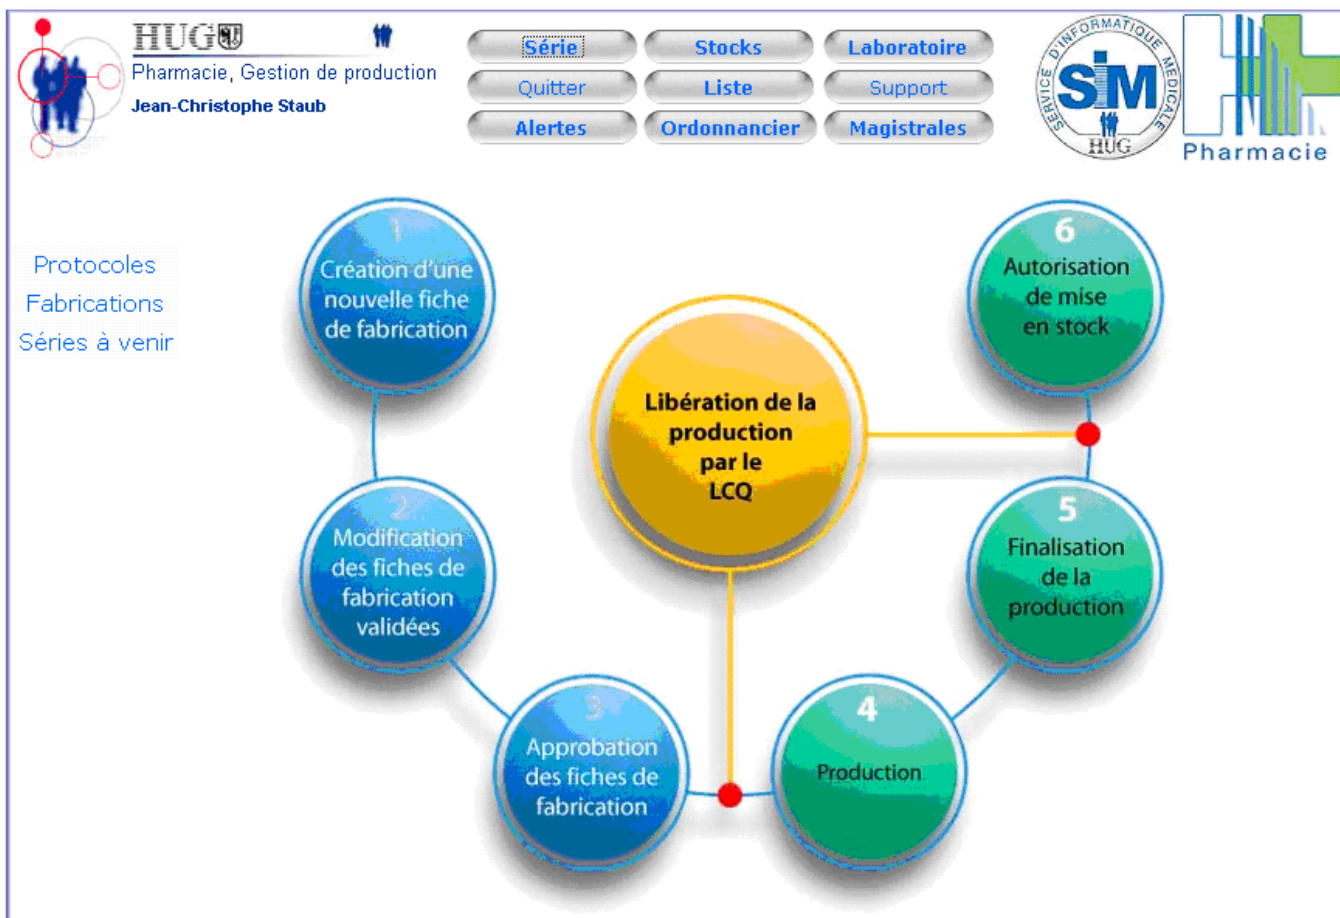 HUG
Pharmacie, Gestion de production
Jean-Christophe Staub
Série
Stocks
Laboratoire
Quitter
Liste
Support
Alertes
Ordonnancier
Magistrales
SERVICE D'INFORMATIQUE MEDICALE
SIM
HUG
Pharmacie
Protocoles
Fabrications
Séries à venir
1
Création d'une
nouvelle fiche
de fabrication
2
Modification
des fiches de
fabrication
validées
3
Approbation
des fiches de
fabrication
Libération de la
production
par le
LCQ
4
Production
5
Finalisation
de la
production
6
Autorisation
de mise
en stock